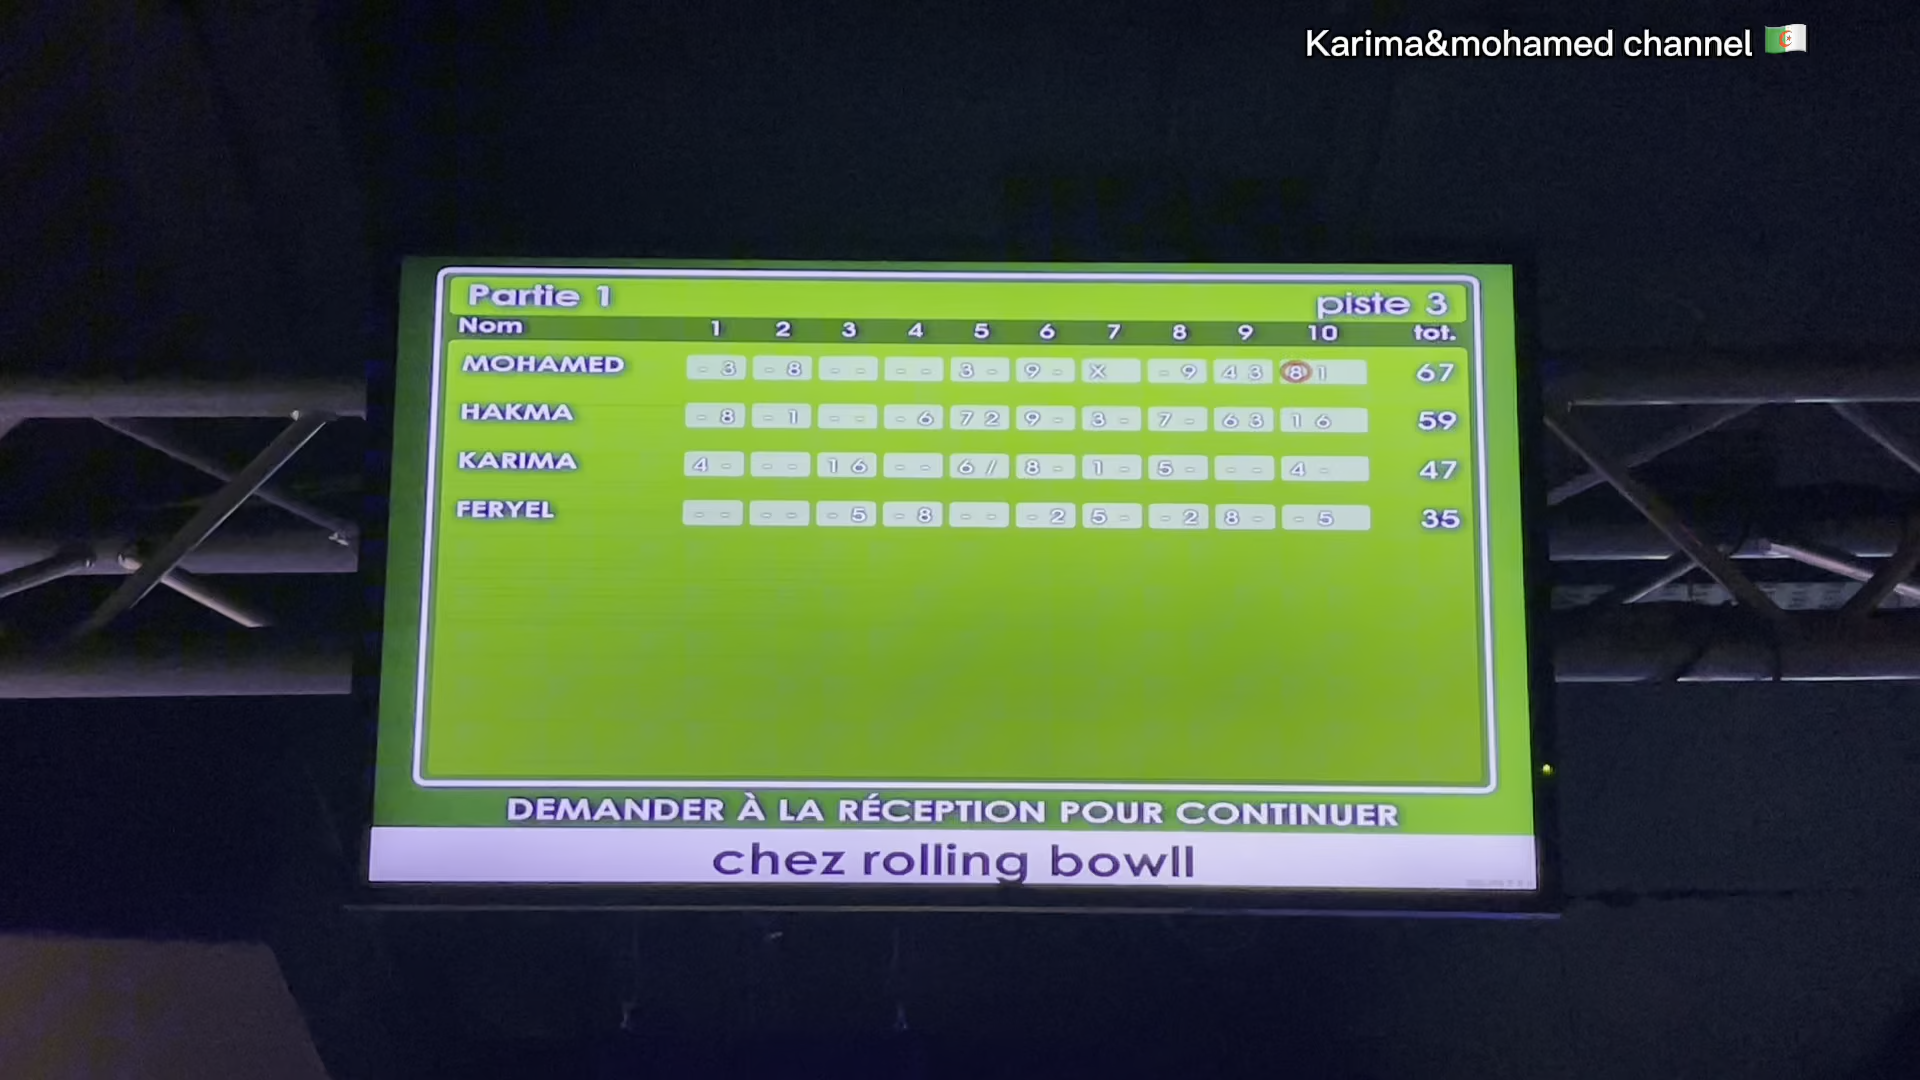 Karima&mohamed channel 🇩🇿
Partie 1 piste 3
Nom 1 2 3 4 5 6 7 8 9 10 tot.
MOHAMED - 3 - 8 - - - - 3 - 9 - X - 9 4 3 8 1 67
HAKMA - 8 - 1 - - - 6 7 2 9 - 3 - 7 - 6 3 1 6 59
KARIMA 4 - - - 1 6 - - 6 / 8 - 1 - 5 - - - 4 - 47
FERYEL - - - - - 5 - 8 - - - 2 5 - - 2 8 - - 5 35
DEMANDER À LA RÉCEPTION POUR CONTINUER
chez rolling bowll